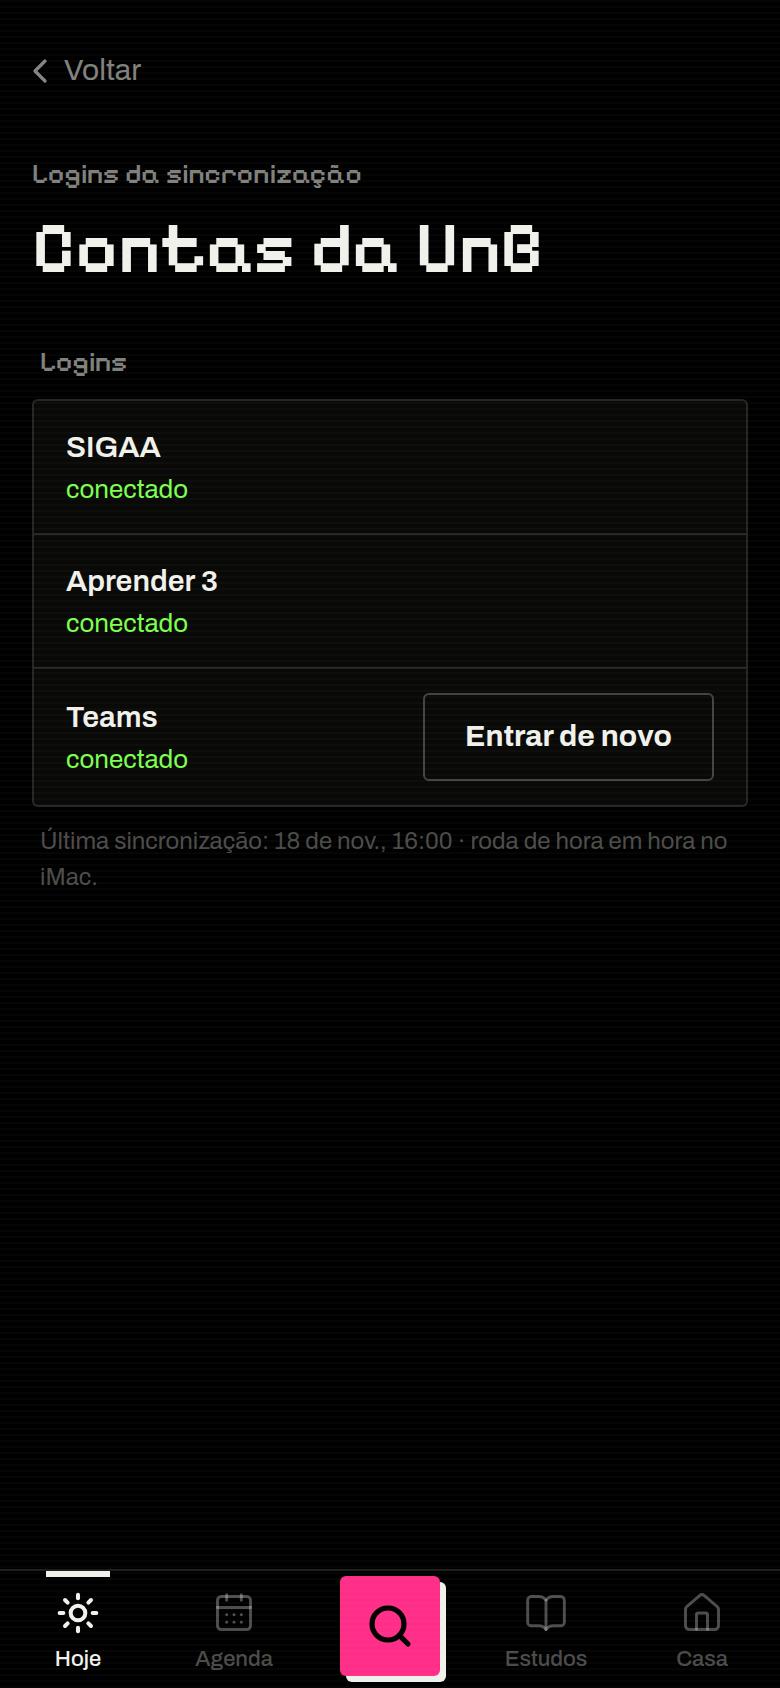 Voltar
Logins da sincronização
Contas da UnB
Logins
SIGAA
conectado
Aprender 3
conectado
Teams
conectado
Entrar de novo
Última sincronização: 18 de nov., 16:00 · roda de hora em hora no
iMac.
Hoje
Agenda
Estudos
Casa